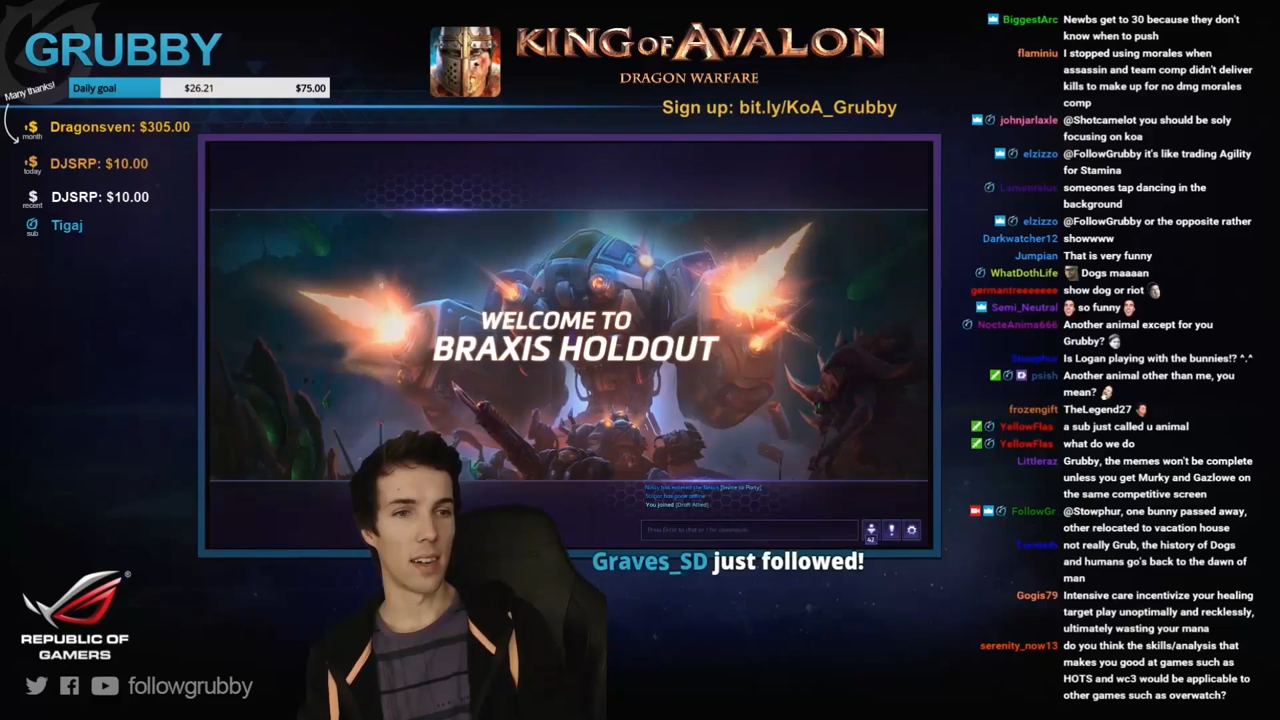 GRUBBY
Many thanks!
Daily goal
$26.21
$75.00
$ month
Dragonsven: $305.00
$ today
DJSRP: $10.00
$ recent
DJSRP: $10.00
sub
Tigaj
KING OF AVALON
DRAGON WARFARE
Sign up: bit.ly/KoA_Grubby
WELCOME TO
BRAXIS HOLDOUT
You joined [Draft Allied].
42
Graves_SD just followed!
REPUBLIC OF
GAMERS
followgrubby
BiggestArc Newbs get to 30 because they don't
know when to push
flaminiu I stopped using morales when
assassin and team comp didn't deliver
kills to make up for no dmg morales
comp
johnjarlaxle @Shotcamelot you should be soly
focusing on koa
elzizzo @FollowGrubby it's like trading Agility
for Stamina
someones tap dancing in the
background
elzizzo @FollowGrubby or the opposite rather
Darkwatcher12 showwww
Jumpian That is very funny
WhatDothLife Dogs maaaan
germantreeeeeee show dog or riot
Semi_Neutral so funny
NocteAnima666 Another animal except for you
Grubby?
Stowphur Is Logan playing with the bunnies!? ^.^
psish Another animal other than me, you
mean?
frozengift TheLegend27
YellowFlas a sub just called u animal
YellowFlas what do we do
Littleraz Grubby, the memes won't be complete
unless you get Murky and Gazlowe on
the same competitive screen
FollowGr @Stowphur, one bunny passed away,
other relocated to vacation house
not really Grub, the history of Dogs
and humans go's back to the dawn of
man
Gogis79 Intensive care incentivize your healing
target play unoptimally and recklessly,
ultimately wasting your mana
serenity_now13 do you think the skills/analysis that
makes you good at games such as
HOTS and wc3 would be applicable to
other games such as overwatch?